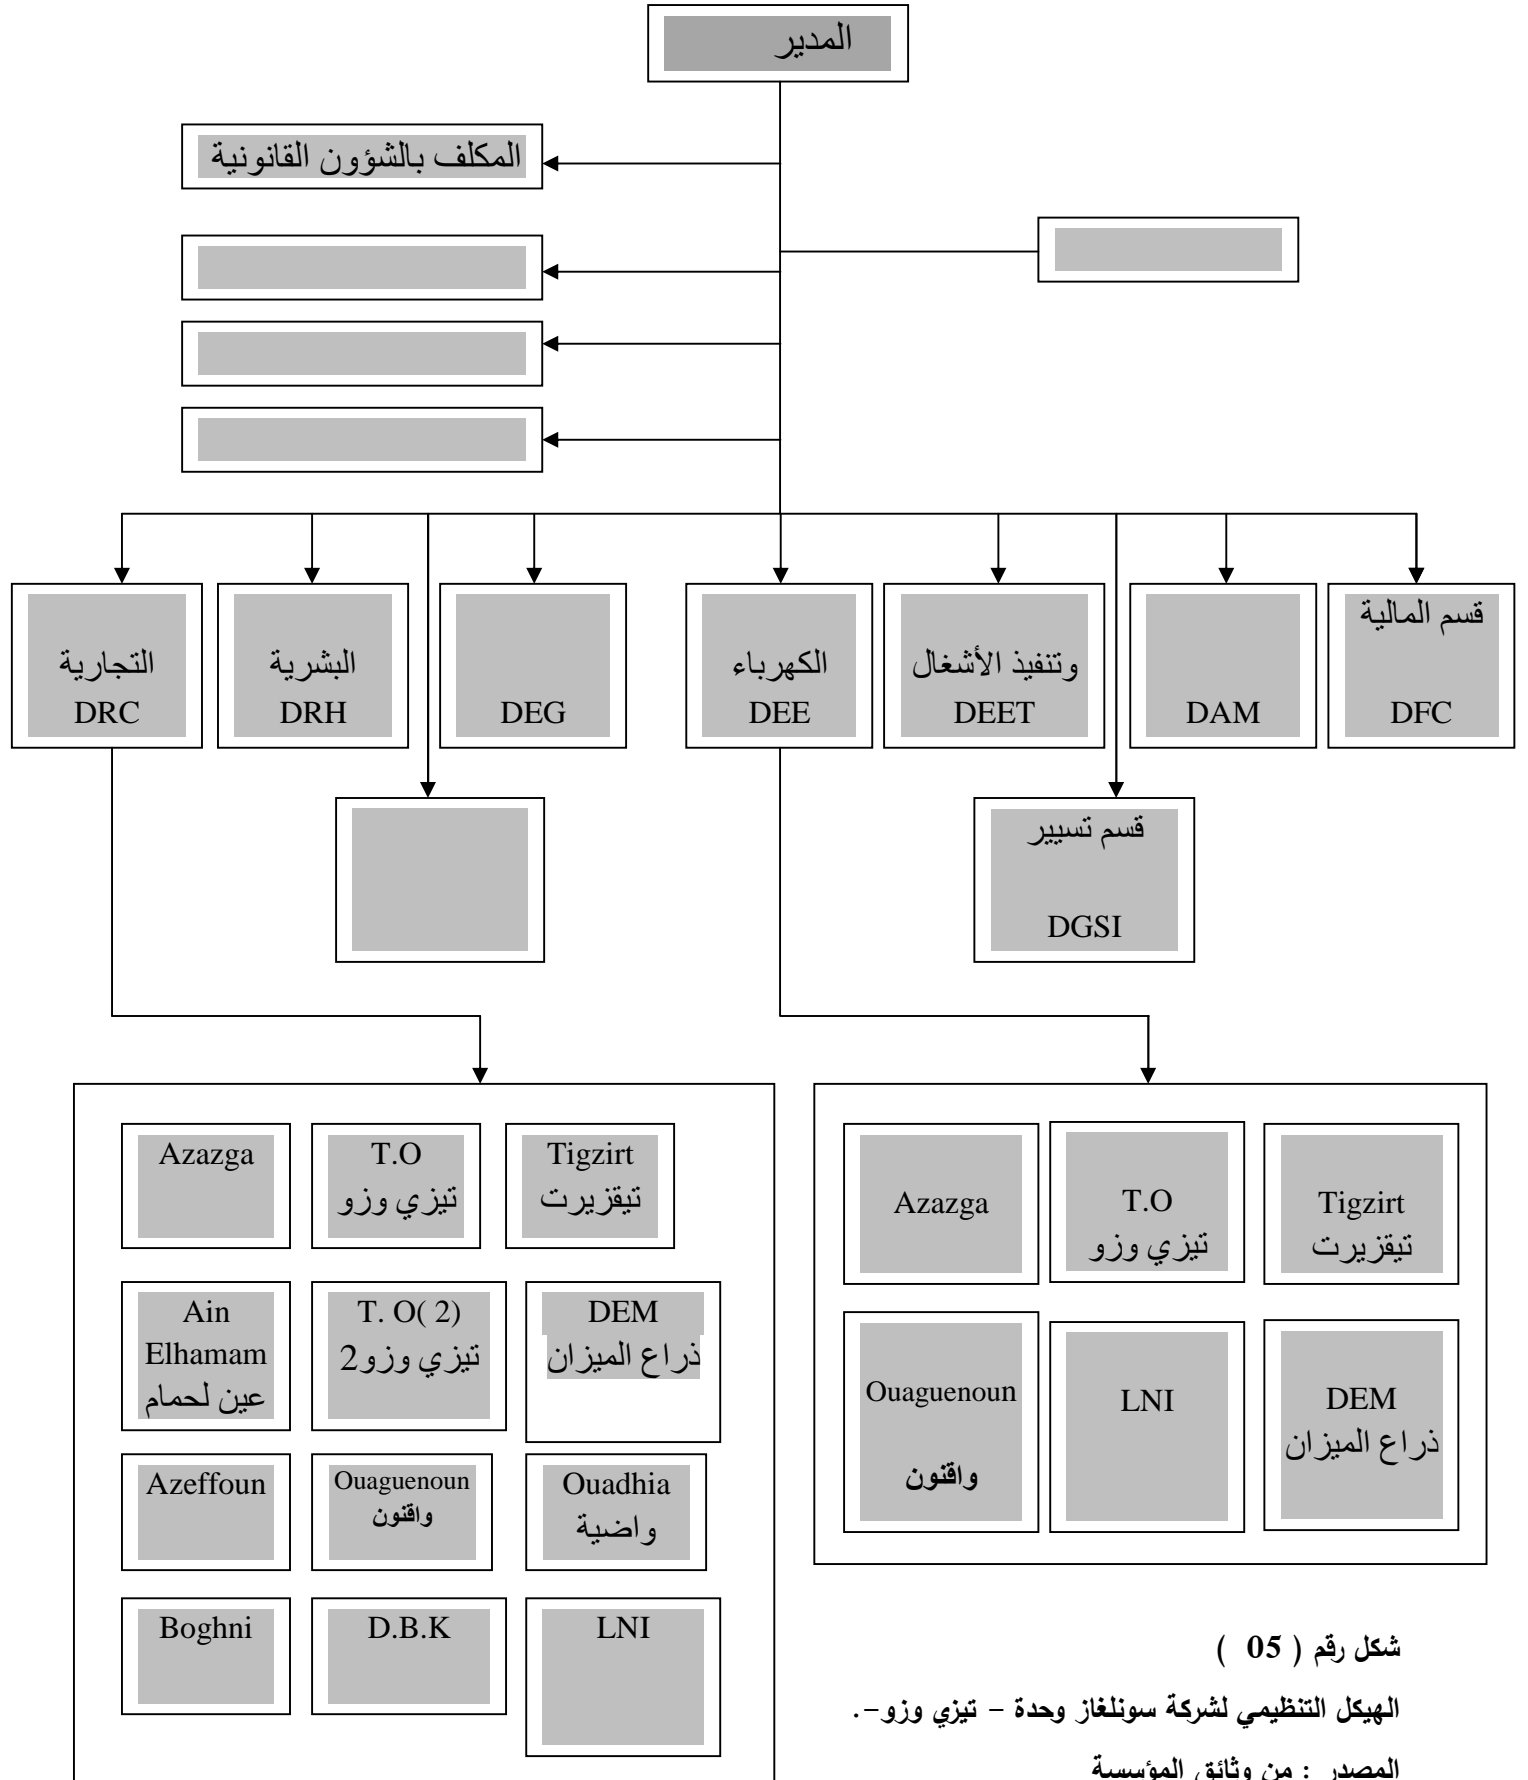 المدير
المكلف بالشؤون القانونية
التجارية
DRC
البشرية
DRH
DEG
الكهرباء
DEE
وتنفيذ الأشغال
DEET
DAM
قسم المالية
DFC
قسم تسيير
DGSI
Azazga
T.O
تيزي وزو
Tigzirt
تيقزيرت
Ain
Elhamam
عين لحمام
T. O( 2)
تيزي وزو2
DEM
ذراع الميزان
Azeffoun
Ouaguenoun
واقنون
Ouadhia
واضية
Boghni
D.B.K
LNI
Azazga
T.O
تيزي وزو
Tigzirt
تيقزيرت
Ouaguenoun
واقنون
LNI
DEM
ذراع الميزان
شكل رقم ( 05 )
الهيكل التنظيمي لشركة سونلغاز وحدة – تيزي وزو-.
المصدر : من وثائق المؤسسة